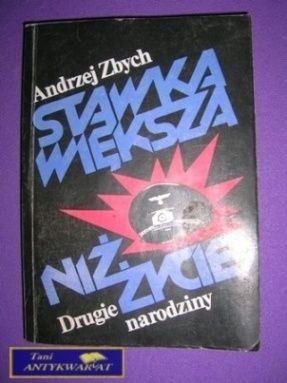 Andrzej Zbych
STAWKA
WIĘKSZA
NIŻ ŻYCIE
Drugie narodziny
Tani
ANTYKWARIAT